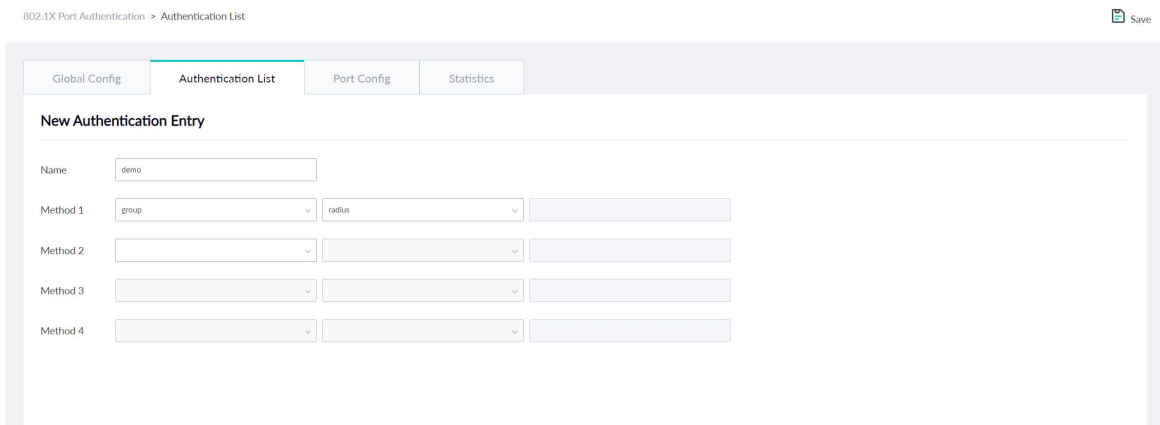 802.1X Port Authentication > Authentication List
Save
Global Config Authentication List Port Config Statistics
New Authentication Entry
Name demo
Method 1 group radius
Method 2
Method 3
Method 4